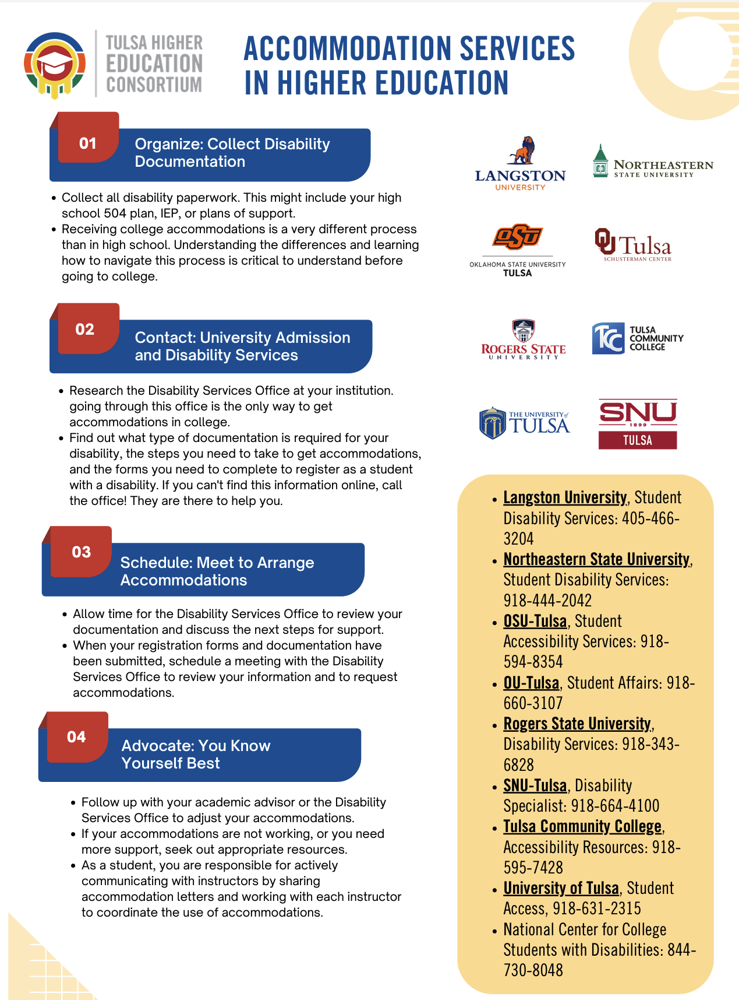 TULSA HIGHER
EDUCATION
CONSORTIUM
ACCOMMODATION SERVICES
IN HIGHER EDUCATION
01
Organize: Collect Disability
Documentation
• Collect all disability paperwork. This might include your high
school 504 plan, IEP, or plans of support.
• Receiving college accommodations is a very different process
than in high school. Understanding the differences and learning
how to navigate this process is critical to understand before
going to college.
02
Contact: University Admission
and Disability Services
• Research the Disability Services Office at your institution.
going through this office is the only way to get
accommodations in college.
• Find out what type of documentation is required for your
disability, the steps you need to take to get accommodations,
and the forms you need to complete to register as a student
with a disability. If you can't find this information online, call
the office! They are there to help you.
03
Schedule: Meet to Arrange
Accommodations
• Allow time for the Disability Services Office to review your
documentation and discuss the next steps for support.
• When your registration forms and documentation have
been submitted, schedule a meeting with the Disability
Services Office to review your information and to request
accommodations.
04
Advocate: You Know
Yourself Best
• Follow up with your academic advisor or the Disability
Services Office to adjust your accommodations.
• If your accommodations are not working, or you need
more support, seek out appropriate resources.
• As a student, you are responsible for actively
communicating with instructors by sharing
accommodation letters and working with each instructor
to coordinate the use of accommodations.
LANGSTON
UNIVERSITY
NORTHEASTERN
STATE UNIVERSITY
OSU
OKLAHOMA STATE UNIVERSITY
TULSA
OU Tulsa
SCHUSTERMAN CENTER
ROGERS STATE
UNIVERSITY
TCC
TULSA
COMMUNITY
COLLEGE
THE UNIVERSITY of
TULSA
SNU
1899
TULSA
• Langston University, Student
Disability Services: 405-466-
3204
• Northeastern State University,
Student Disability Services:
918-444-2042
• OSU-Tulsa, Student
Accessibility Services: 918-
594-8354
• OU-Tulsa, Student Affairs: 918-
660-3107
• Rogers State University,
Disability Services: 918-343-
6828
• SNU-Tulsa, Disability
Specialist: 918-664-4100
• Tulsa Community College,
Accessibility Resources: 918-
595-7428
• University of Tulsa, Student
Access, 918-631-2315
• National Center for College
Students with Disabilities: 844-
730-8048